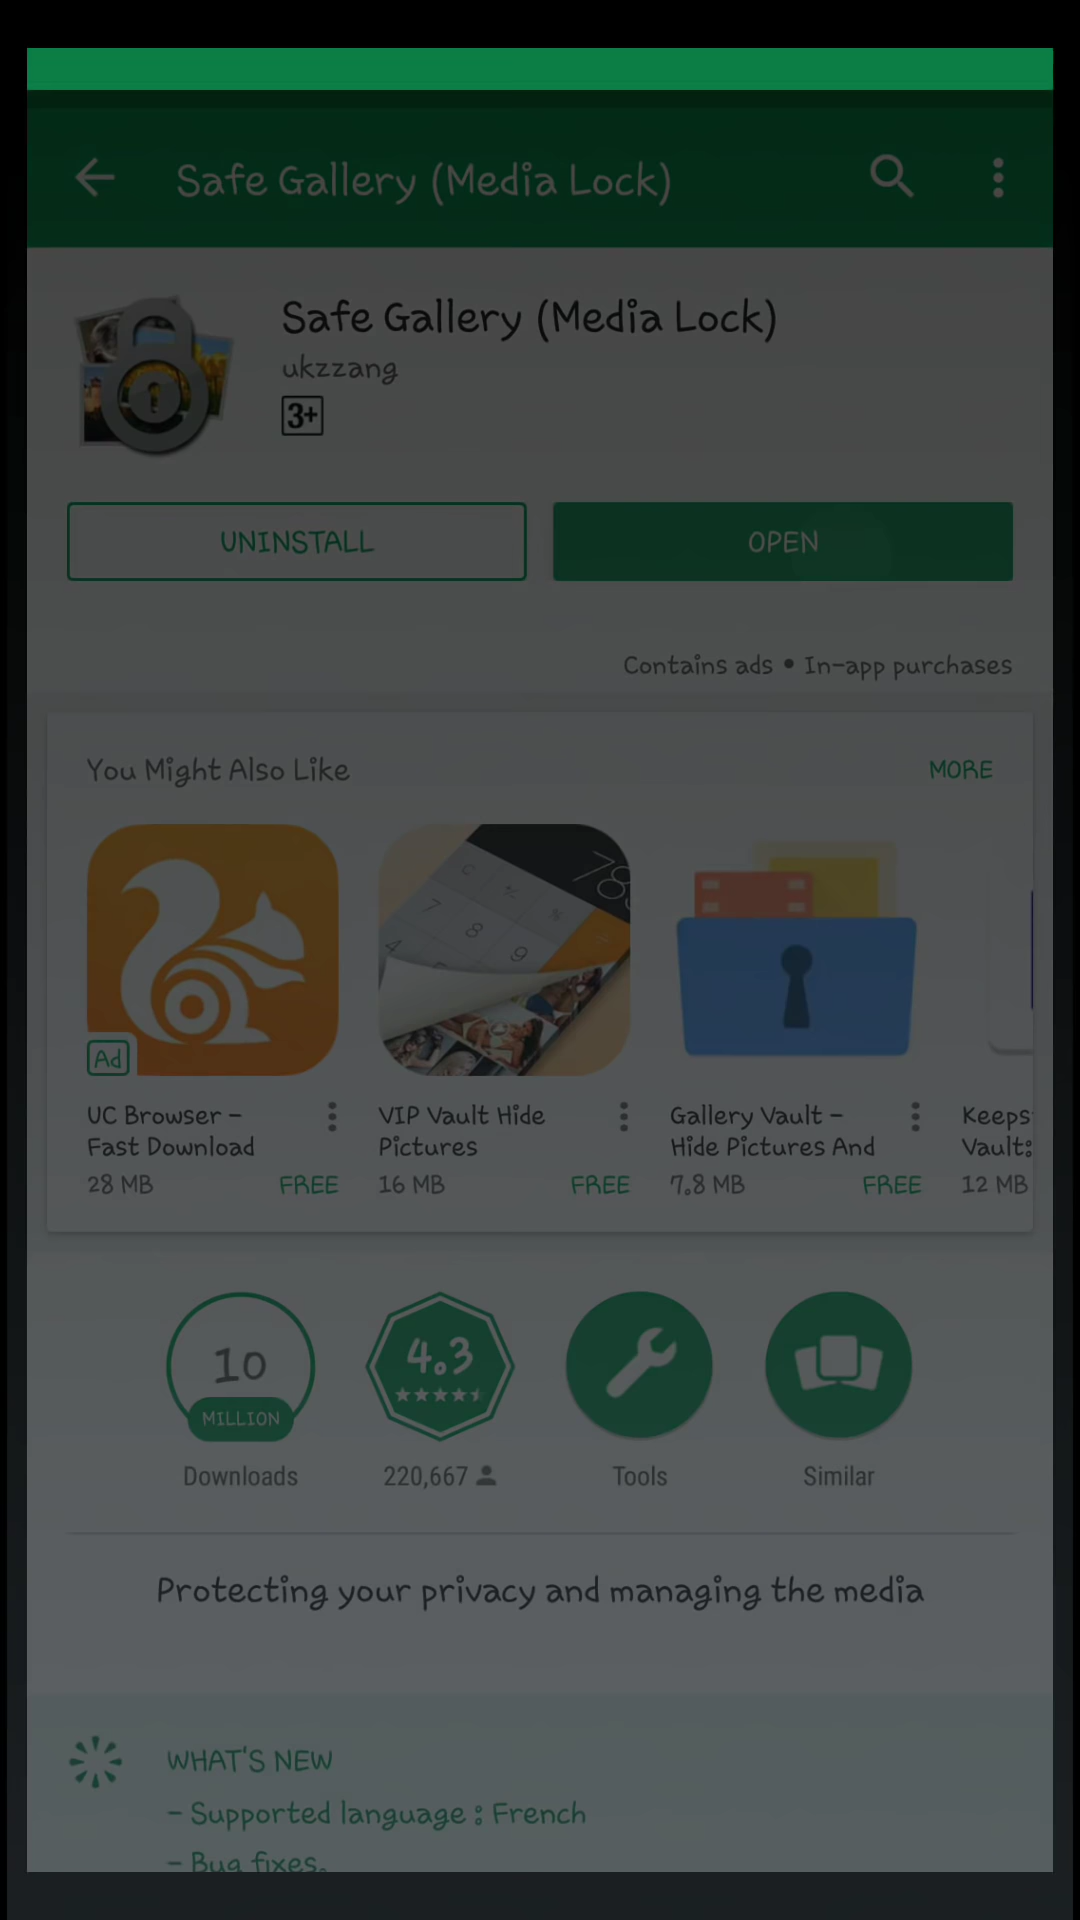 Safe Gallery (Media Lock)
Safe Gallery (Media Lock)
ukzzang
3+
UNINSTALL
OPEN
Contains ads • In-app purchases
You Might Also Like
MORE
Ad
UC Browser -
Fast Download
28 MB
FREE
VIP Vault Hide
Pictures
16 MB
FREE
Gallery Vault -
Hide Pictures And
7.8 MB
FREE
Keeps
Vault:
12 MB
10
MILLION
Downloads
4.3
220,667
Tools
Similar
Protecting your privacy and managing the media
WHAT'S NEW
- Supported language : French
- Bug fixes.